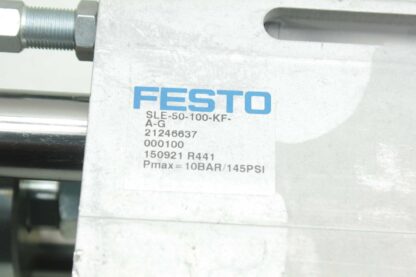 FESTO
SLE-50-100-KF-
A-G
21246637
000100
150921 R441
Pmax=10BAR/145PSI